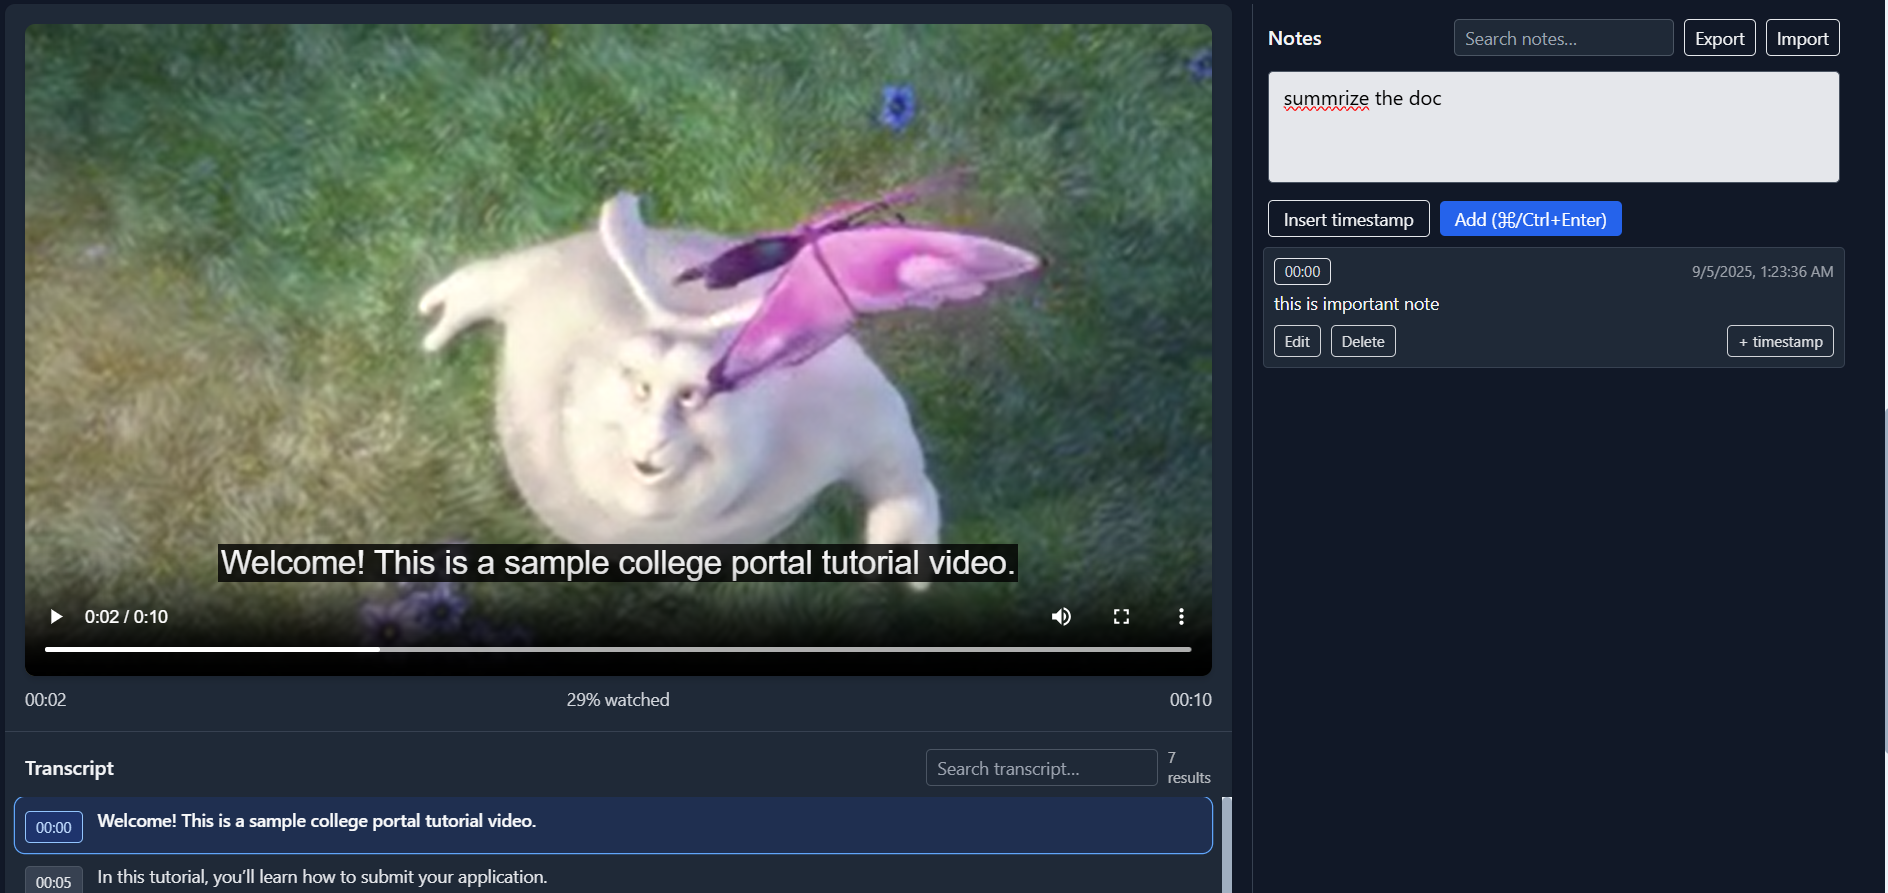 Welcome! This is a sample college portal tutorial video.
0:02 / 0:10
00:02
29% watched
00:10
Transcript
Search transcript...
7
results
00:00
Welcome! This is a sample college portal tutorial video.
00:05
In this tutorial, you’ll learn how to submit your application.
Notes
Search notes...
Export
Import
summrize the doc
Insert timestamp
Add (⌘/Ctrl+Enter)
00:00
9/5/2025, 1:23:36 AM
this is important note
Edit
Delete
+ timestamp